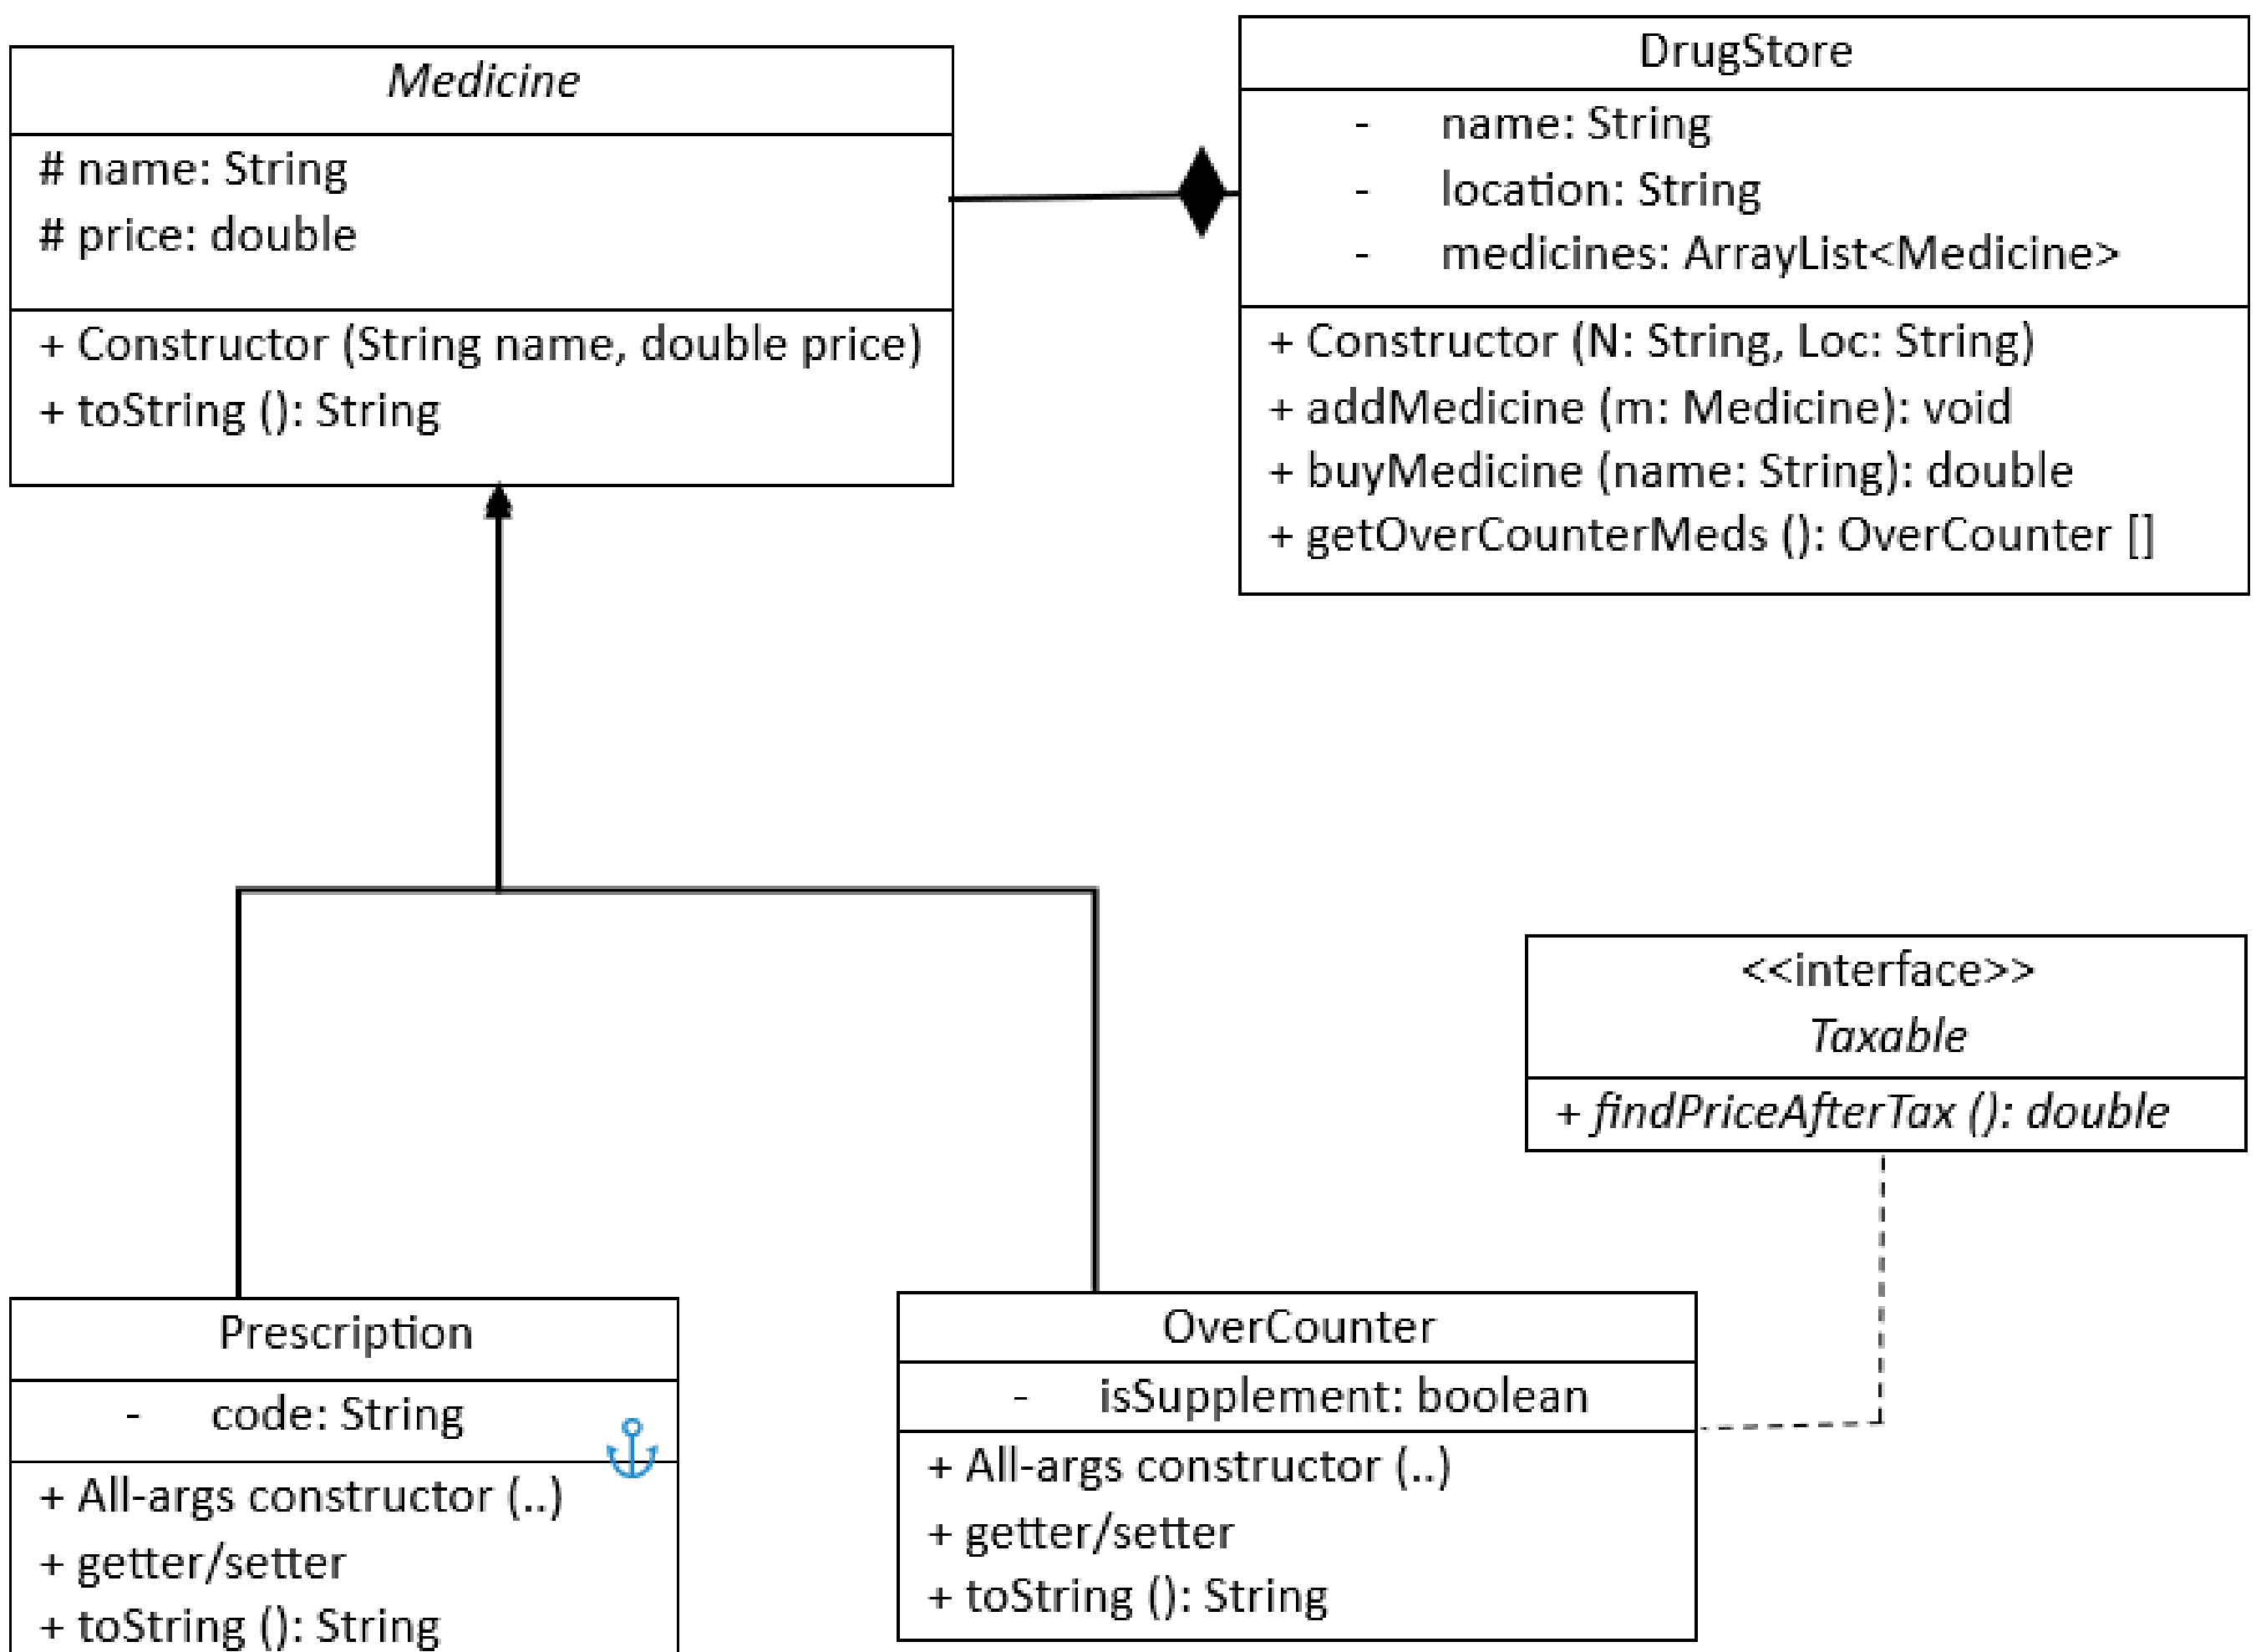 Medicine
# name: String
# price: double
+ Constructor (String name, double price)
+ toString (): String
DrugStore
- name: String
- location: String
- medicines: ArrayList<Medicine>
+ Constructor (N: String, Loc: String)
+ addMedicine (m: Medicine): void
+ buyMedicine (name: String): double
+ getOverCounterMeds (): OverCounter []
<<interface>>
Taxable
+ findPriceAfterTax (): double
Prescription
- code: String
+ All-args constructor (..)
+ getter/setter
+ toString (): String
OverCounter
- isSupplement: boolean
+ All-args constructor (..)
+ getter/setter
+ toString (): String